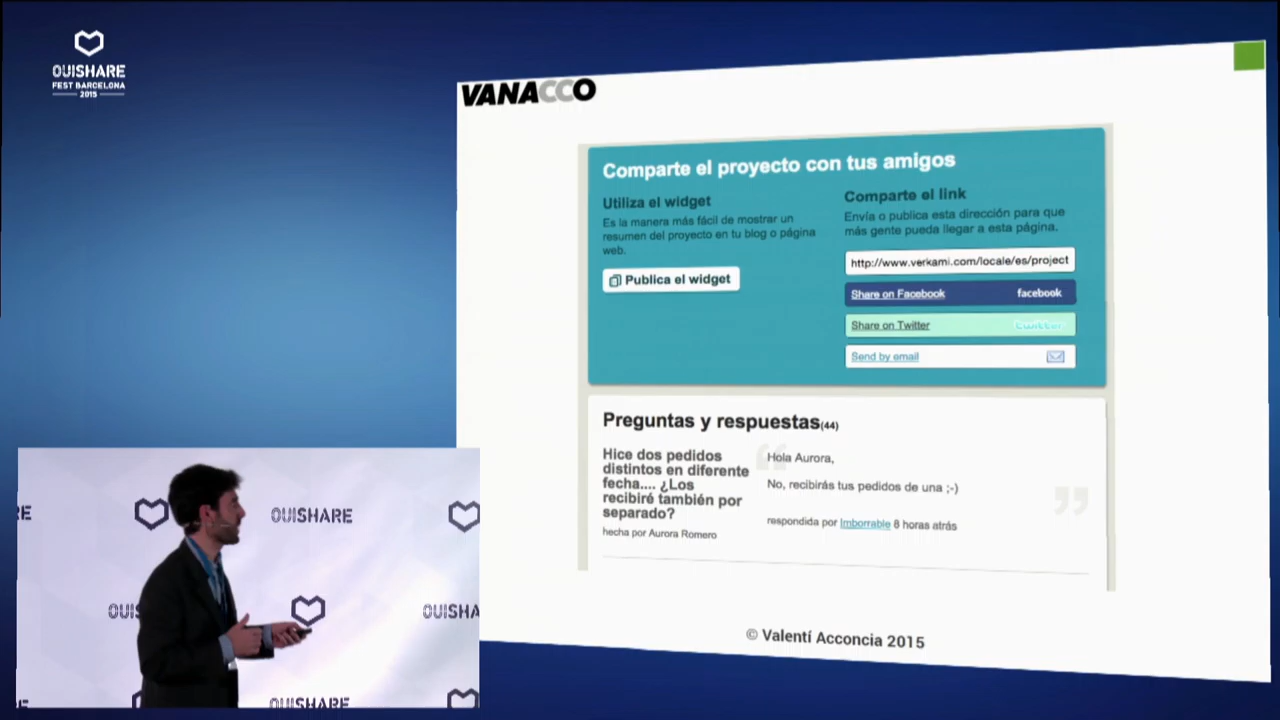 OUISHARE
FEST BARCELONA
2015
VANACCO
Comparte el proyecto con tus amigos
Utiliza el widget
Es la manera más fácil de mostrar un
resumen del proyecto en tu blog o página
web.
Publica el widget
Comparte el link
Envía o publica esta dirección para que
más gente pueda llegar a esta página.
http://www.verkami.com/locale/es/project
Share on Facebook facebook
Share on Twitter twitter
Send by email
Preguntas y respuestas(44)
Hice dos pedidos
distintos en diferente
fecha.... ¿Los
recibiré también por
separado?
hecha por Aurora Romero
“
Hola Aurora,
No, recibirás tus pedidos de una ;-)
”
respondida por Imborrable 8 horas atrás
© Valentí Acconcia 2015
RE
OUISHARE
OUIS
OUISHA
RE
OUISHARE